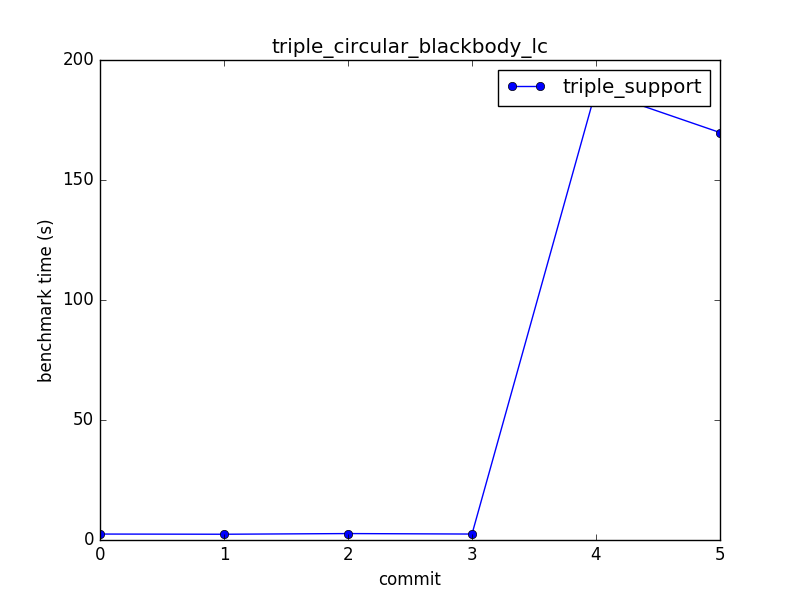 triple_circular_blackbody_lc
triple_support
200
150
100
50
0
benchmark time (s)
0 1 2 3 4 5
commit